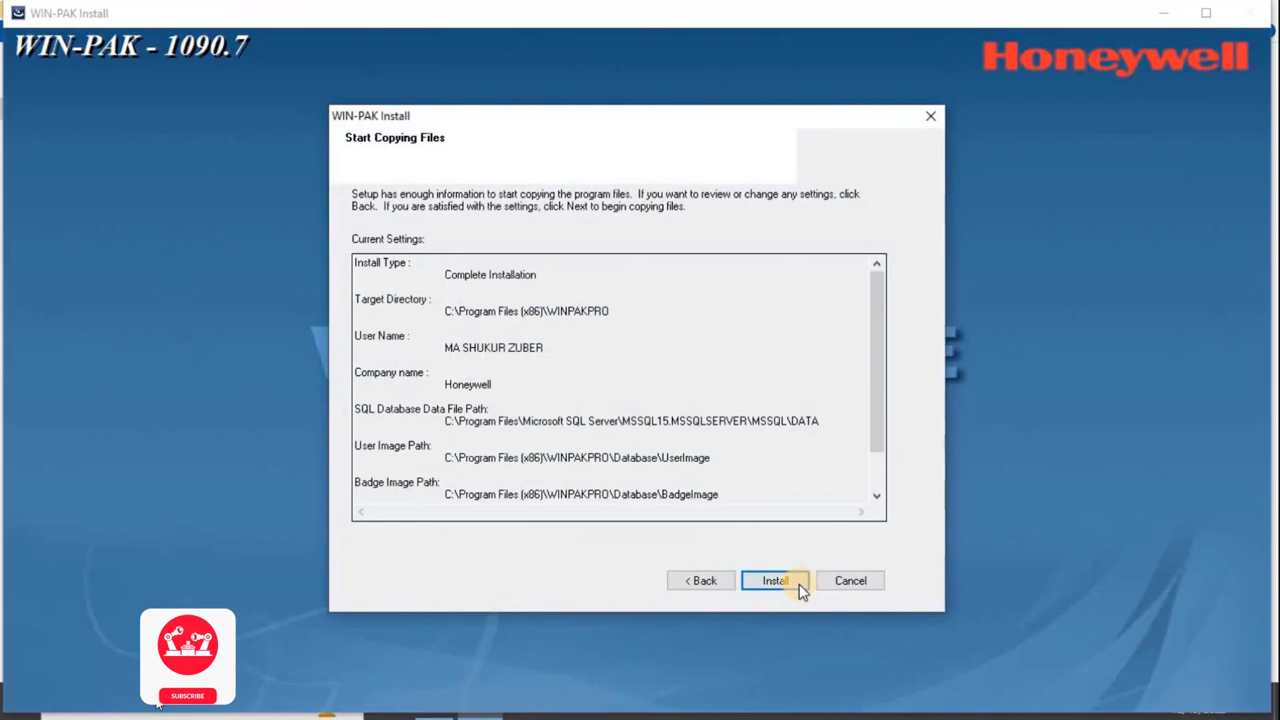 WIN-PAK Install
WIN-PAK - 1090.7
Honeywell
WIN-PAK Install
Start Copying Files
Setup has enough information to start copying the program files. If you want to review or change any settings, click
Back. If you are satisfied with the settings, click Next to begin copying files.
Current Settings:
Install Type :
Complete Installation
Target Directory :
C:\Program Files (x86)\WINPAKPRO
User Name :
MA SHUKUR ZUBER
Company name :
Honeywell
SQL Database Data File Path:
C:\Program Files\Microsoft SQL Server\MSSQL15.MSSQLSERVER\MSSQL\DATA
User Image Path:
C:\Program Files (x86)\WINPAKPRO\Database\UserImage
Badge Image Path:
C:\Program Files (x86)\WINPAKPRO\Database\BadgeImage
< Back
Install
Cancel
SUBSCRIBE